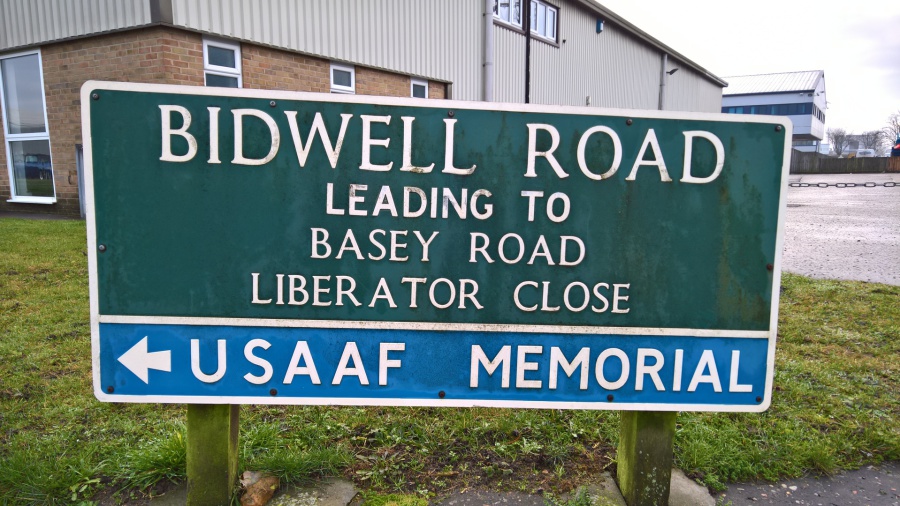 BIDWELL ROAD
LEADING TO
BASEY ROAD
LIBERATOR CLOSE
USAAF MEMORIAL